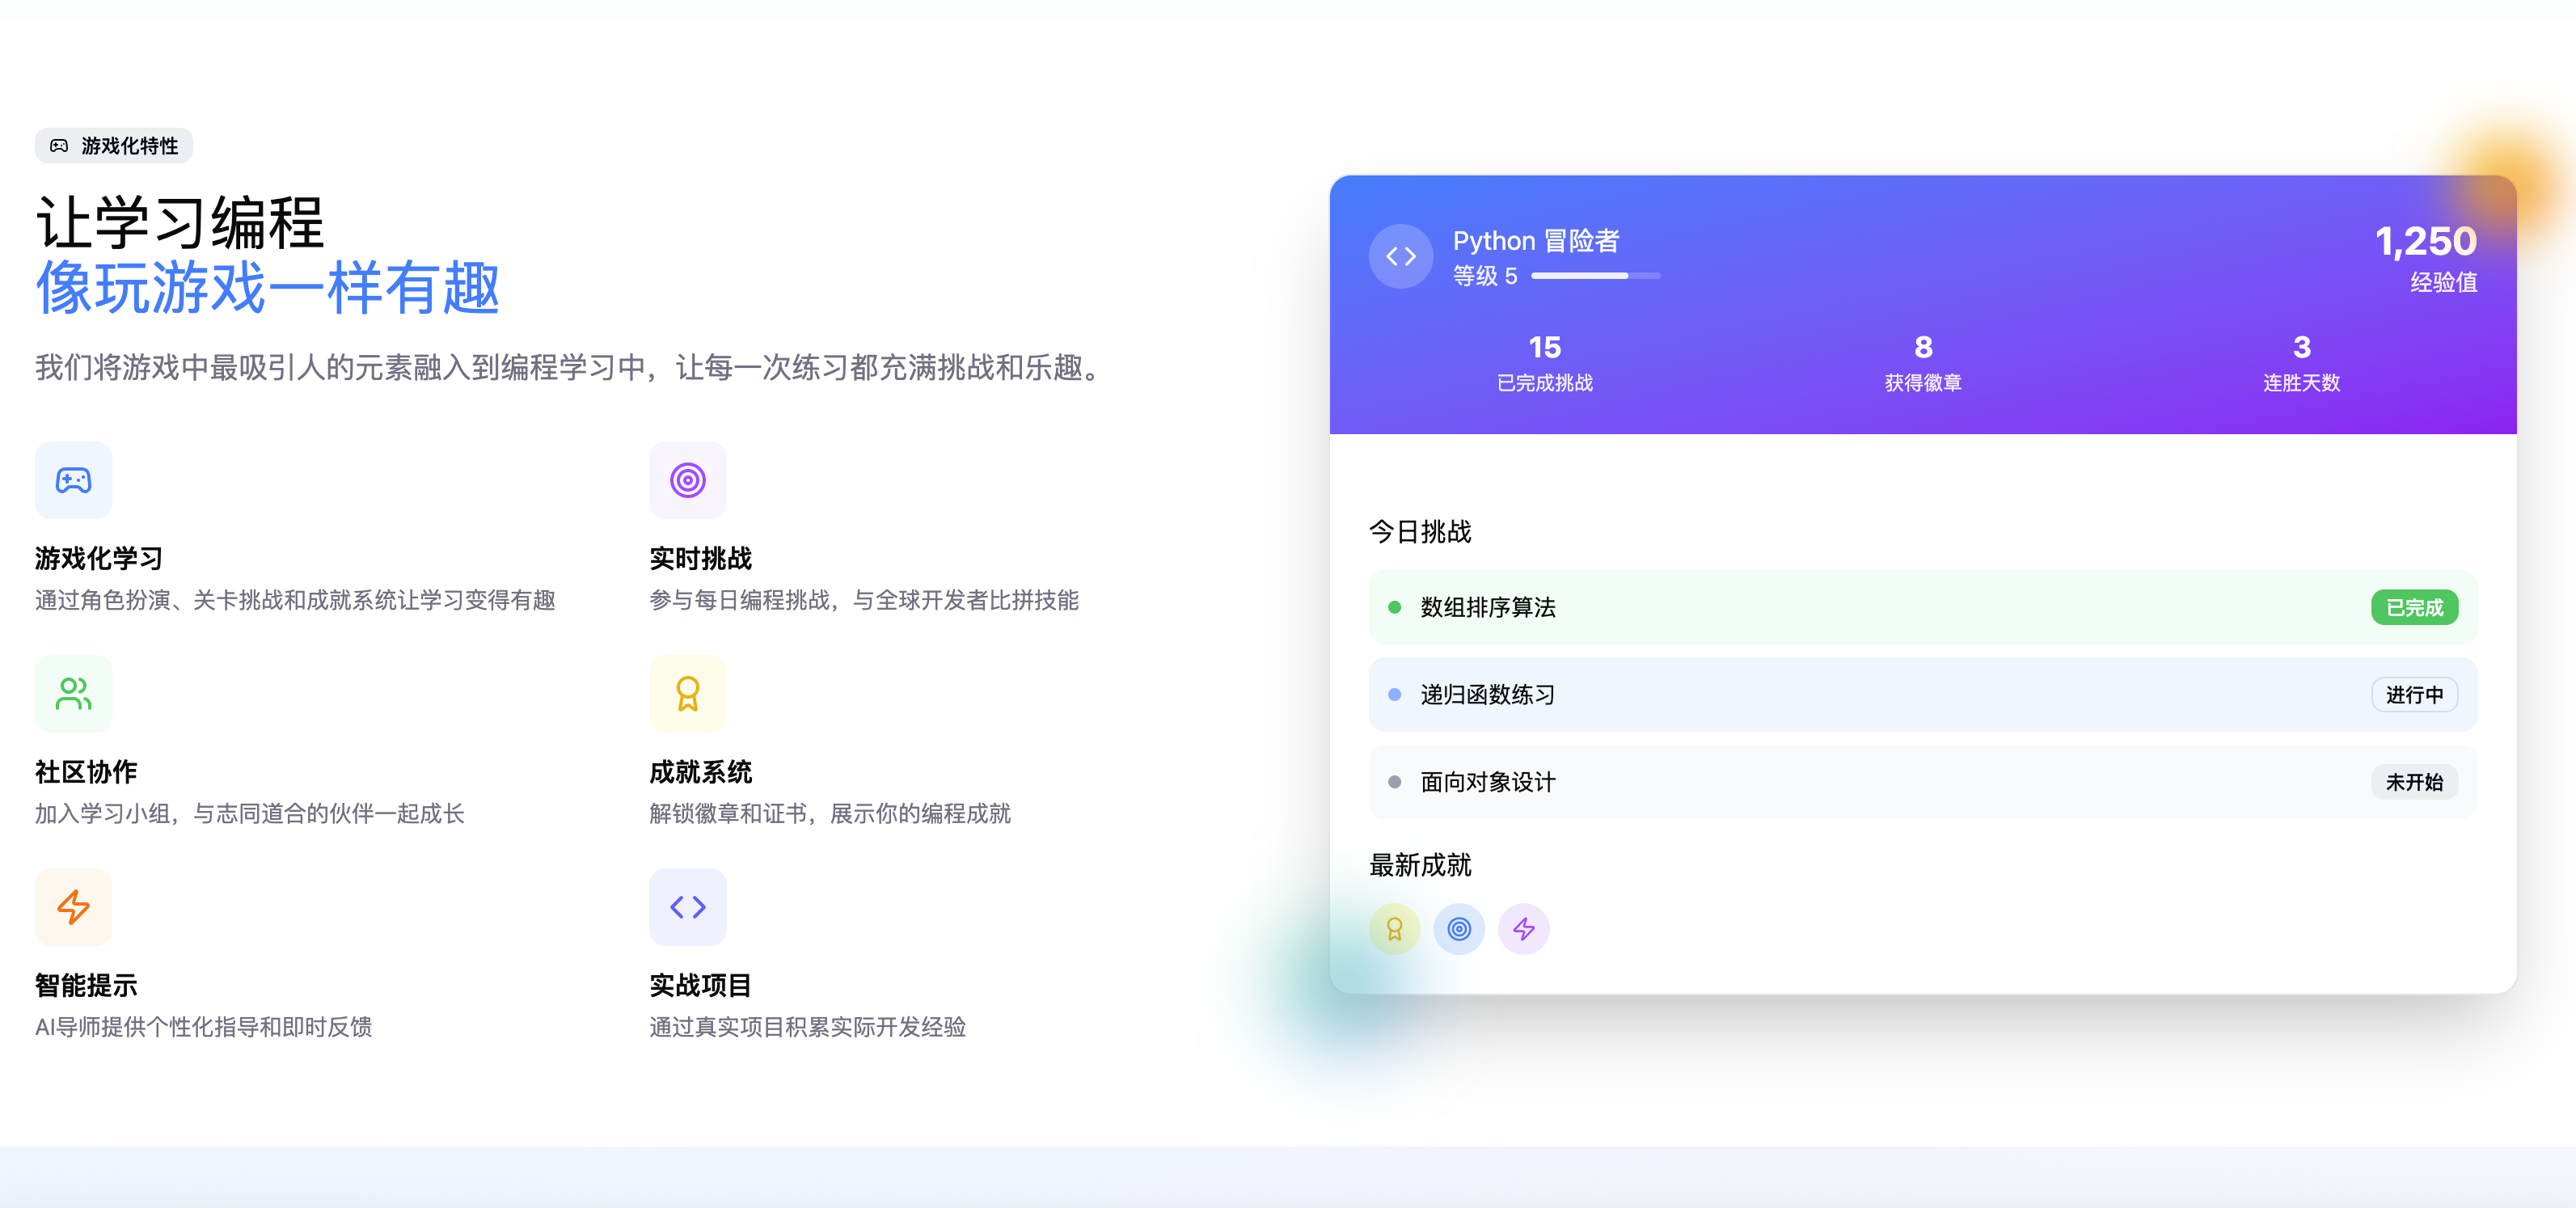 游戏化特性
让学习编程
像玩游戏一样有趣
我们将游戏中最吸引人的元素融入到编程学习中，让每一次练习都充满挑战和乐趣。
游戏化学习
通过角色扮演、关卡挑战和成就系统让学习变得有趣
实时挑战
参与每日编程挑战，与全球开发者比拼技能
社区协作
加入学习小组，与志同道合的伙伴一起成长
成就系统
解锁徽章和证书，展示你的编程成就
智能提示
AI导师提供个性化指导和即时反馈
实战项目
通过真实项目积累实际开发经验
Python 冒险者
等级 5
1,250
经验值
15
已完成挑战
8
获得徽章
3
连胜天数
今日挑战
数组排序算法
已完成
递归函数练习
进行中
面向对象设计
未开始
最新成就